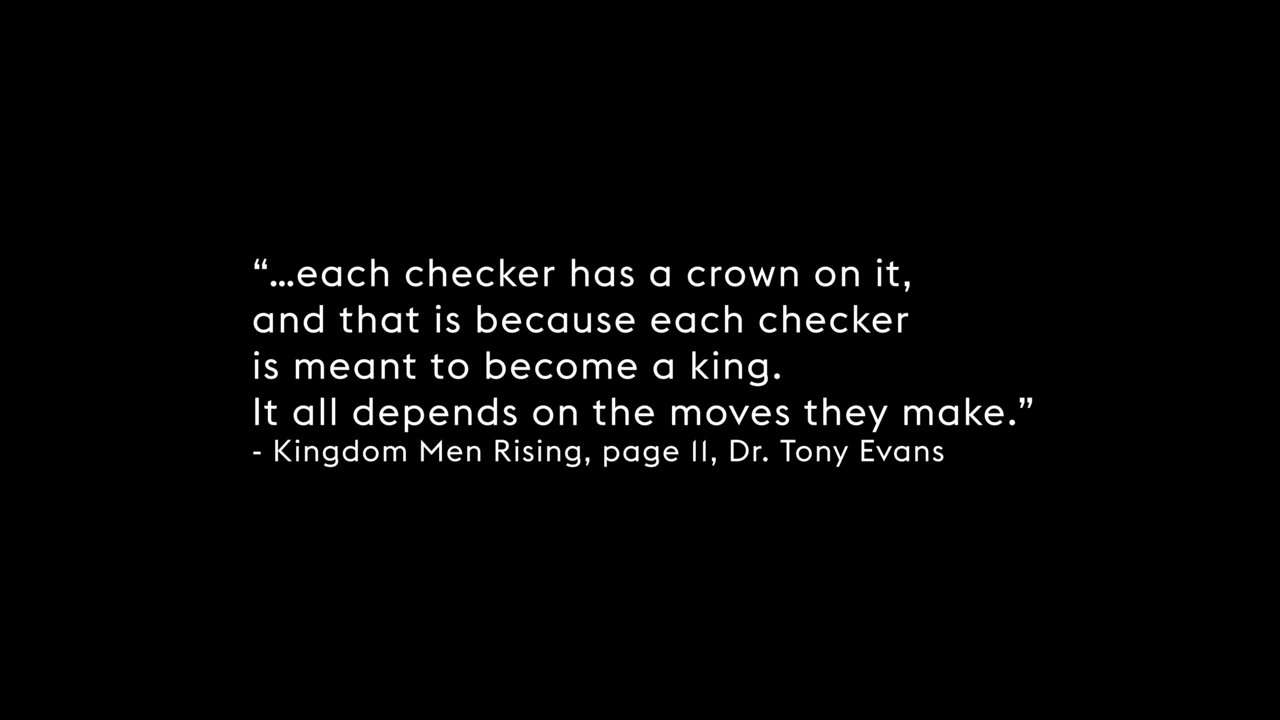 “…each checker has a crown on it,
and that is because each checker
is meant to become a king.
It all depends on the moves they make.”
- Kingdom Men Rising, page 11, Dr. Tony Evans